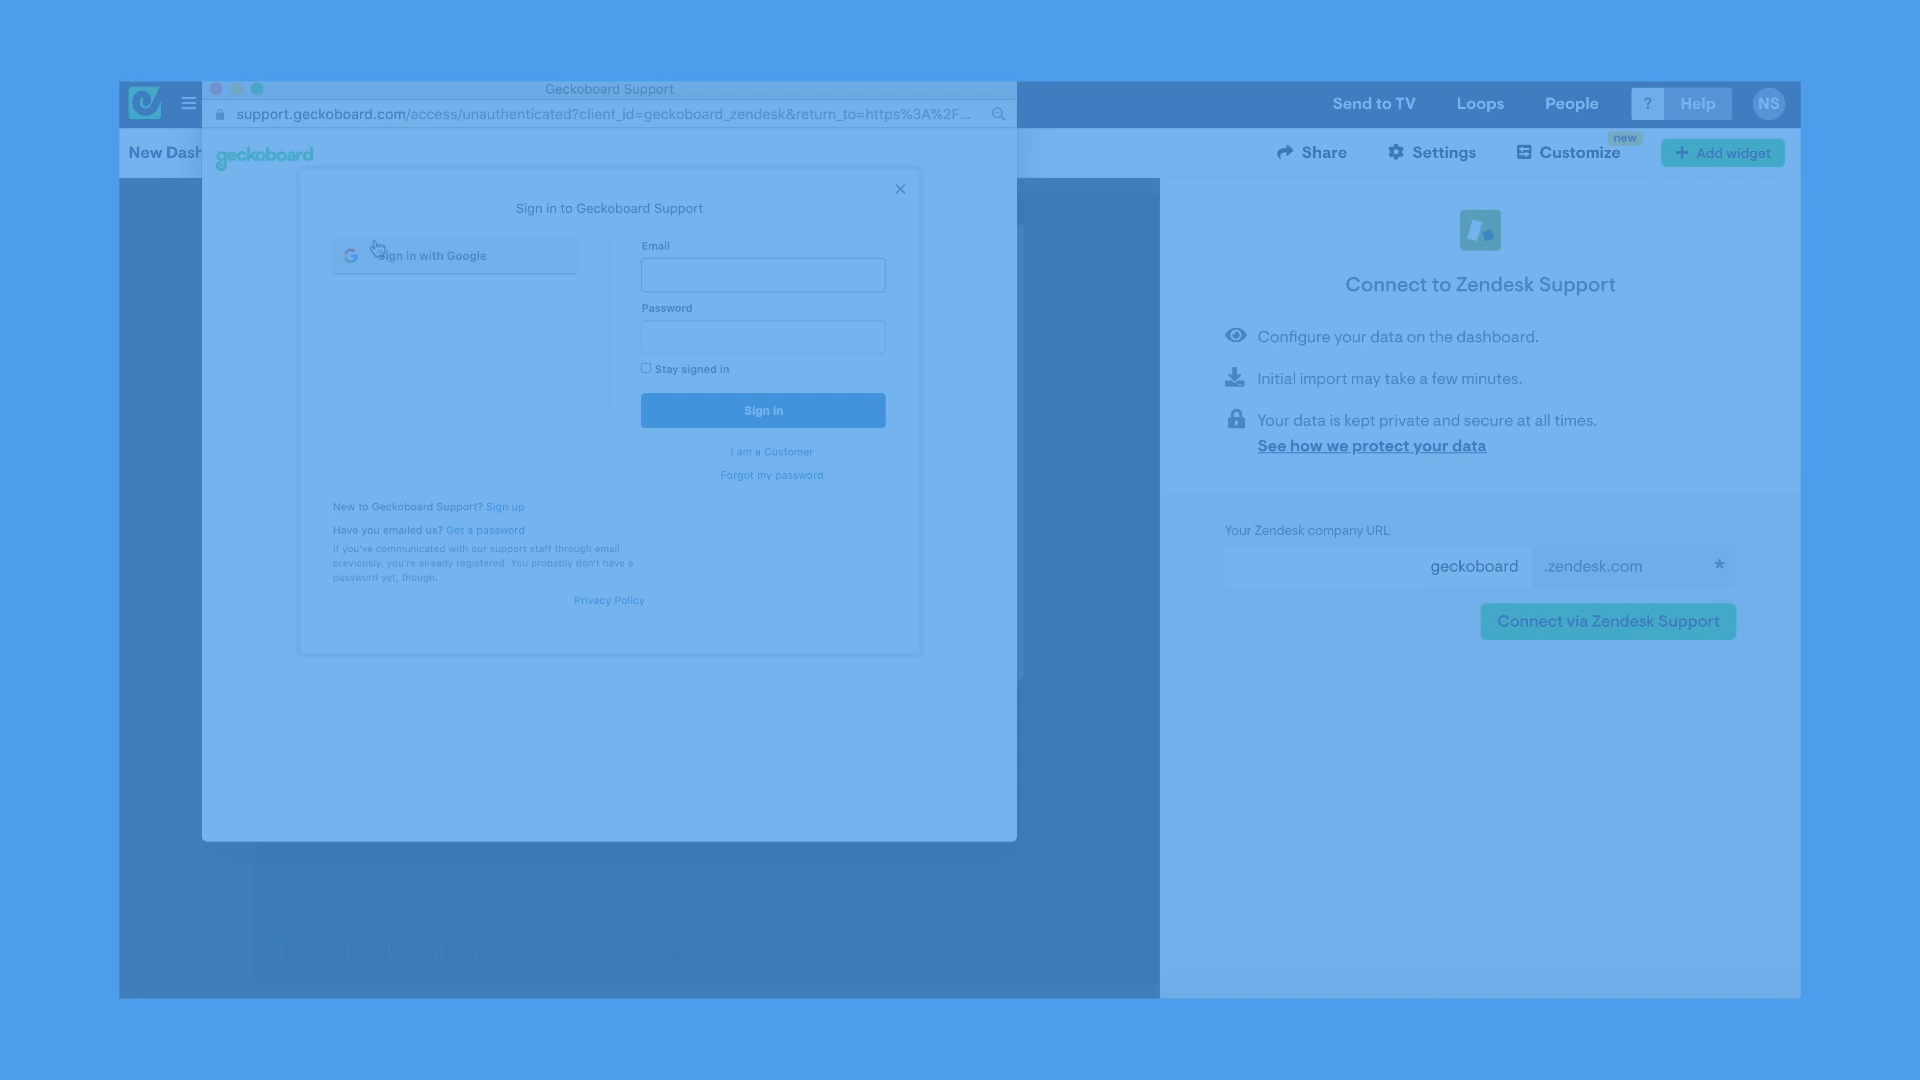 Geckoboard Support
support.geckoboard.com/access/unauthenticated?client_id=geckoboard_zendesk&return_to=https%3A%2F...
Send to TV
Loops
People
?
Help
NS
New Dash
geckoboard
Share
Settings
Customize
new
+ Add widget
Sign in to Geckoboard Support
Sign in with Google
Email
Password
Stay signed in
Sign in
I am a Customer
Forgot my password
New to Geckoboard Support? Sign up
Have you emailed us? Get a password
If you've communicated with our support staff through email
previously, you're already registered. You probably don't have a
password yet, though.
Privacy Policy
Connect to Zendesk Support
Configure your data on the dashboard.
Initial import may take a few minutes.
Your data is kept private and secure at all times.
See how we protect your data
Your Zendesk company URL
geckoboard
.zendesk.com
*
Connect via Zendesk Support
New Dashboard